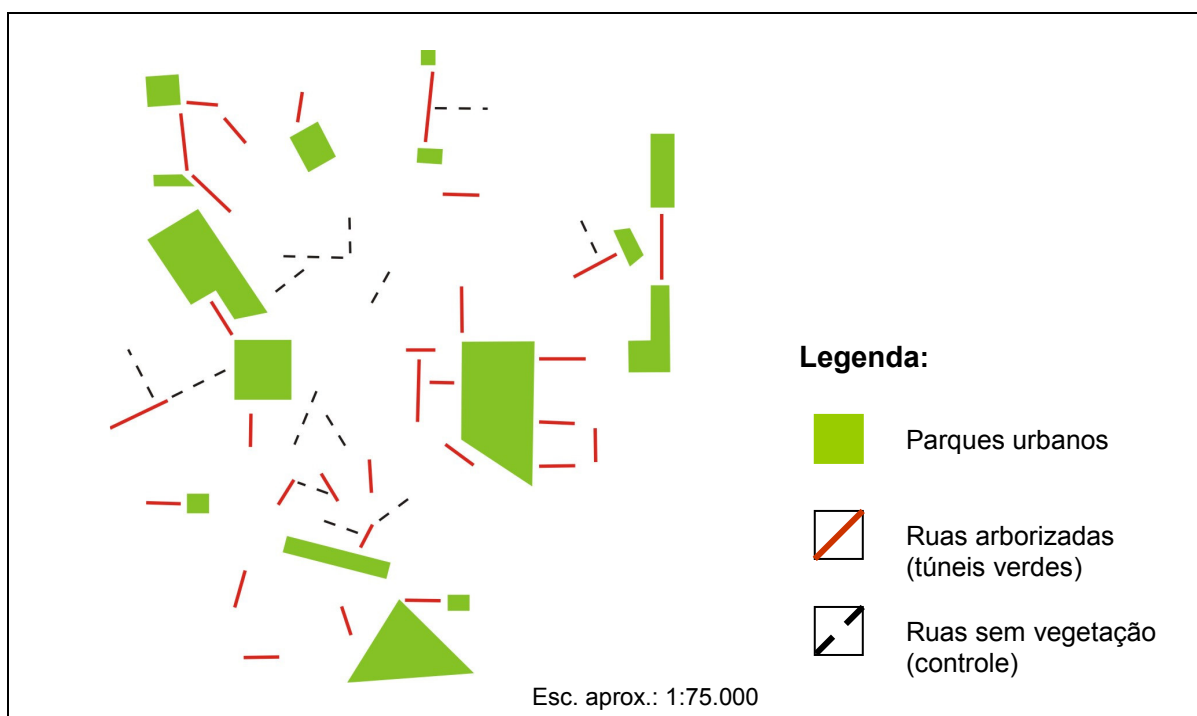 Legenda:
Parques urbanos
Ruas arborizadas
(túneis verdes)
Ruas sem vegetação
(controle)
Esc. aprox.: 1:75.000